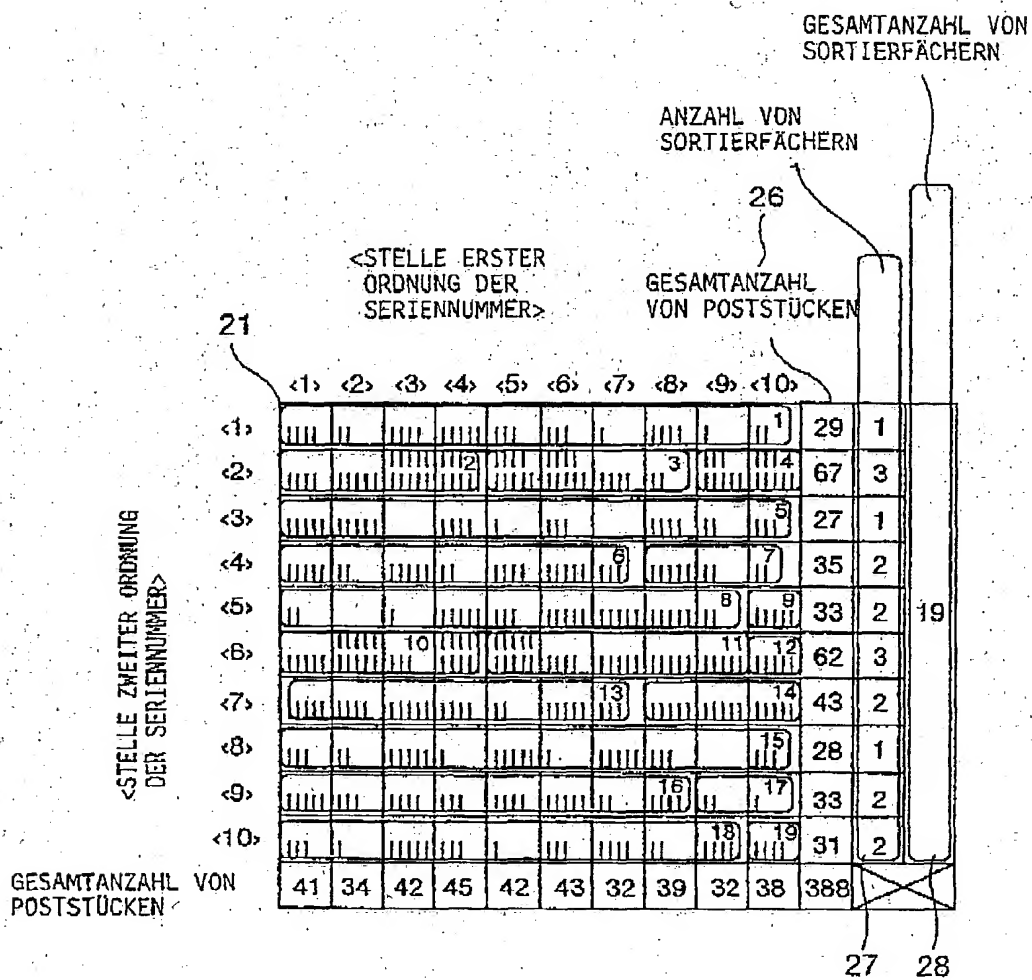 GESAMTANZAHL VON
SORTIERFÄCHERN
ANZAHL VON
SORTIERFÄCHERN
26
<STELLE ERSTER
ORDNUNG DER
SERIENNUMMER>
GESAMTANZAHL
VON POSTSTÜCKEN
21
<1> <2> <3> <4> <5> <6> <7> <8> <9> <10>
<1> 1 29 1
<2> 2 3 4 67 3
<3> 5 27 1
<4> 6 7 35 2
<5> 8 9 33 2 19
<6> 10 11 12 62 3
<7> 13 14 43 2
<8> 15 28 1
<9> 16 17 33 2
<10> 18 19 31 2
<STELLE ZWEITER ORDNUNG
DER SERIENNUMMER>
GESAMTANZAHL VON
POSTSTÜCKEN
41 34 42 45 42 43 32 39 32 38 388
27 28